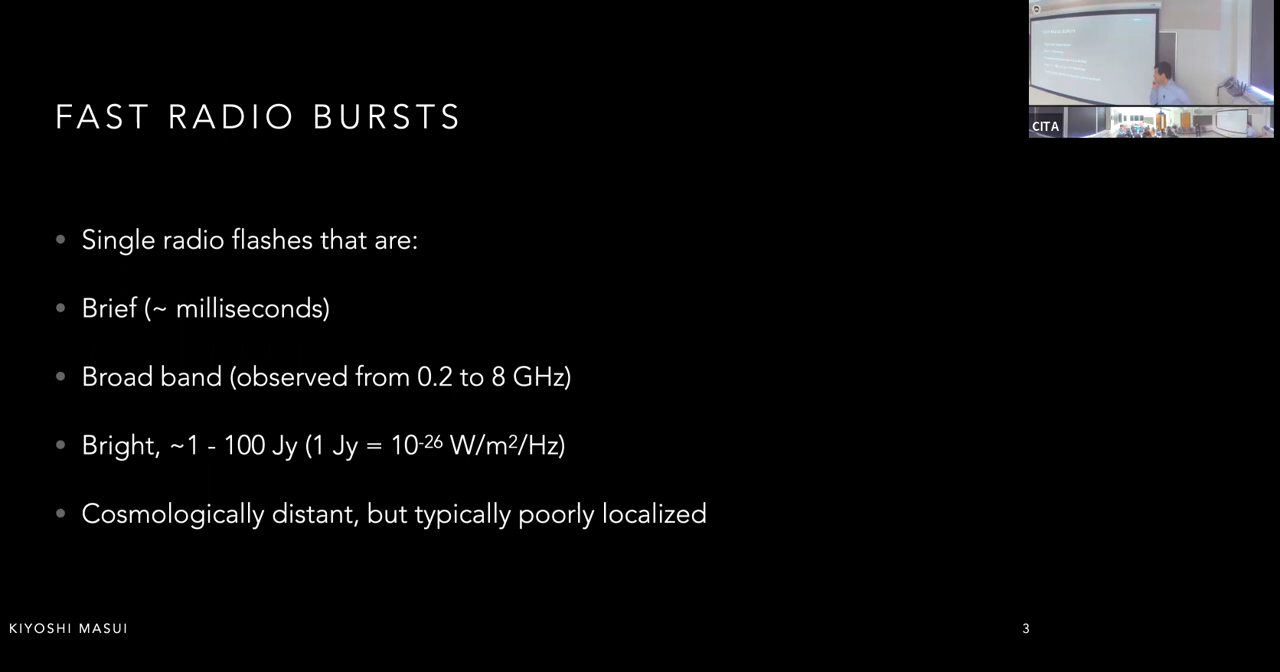 FAST RADIO BURSTS
• Single radio flashes that are:
• Brief (~ milliseconds)
• Broad band (observed from 0.2 to 8 GHz)
• Bright, ~1 - 100 Jy (1 Jy = 10-26 W/m2/Hz)
• Cosmologically distant, but typically poorly localized
KIYOSHI MASUI
3
CITA